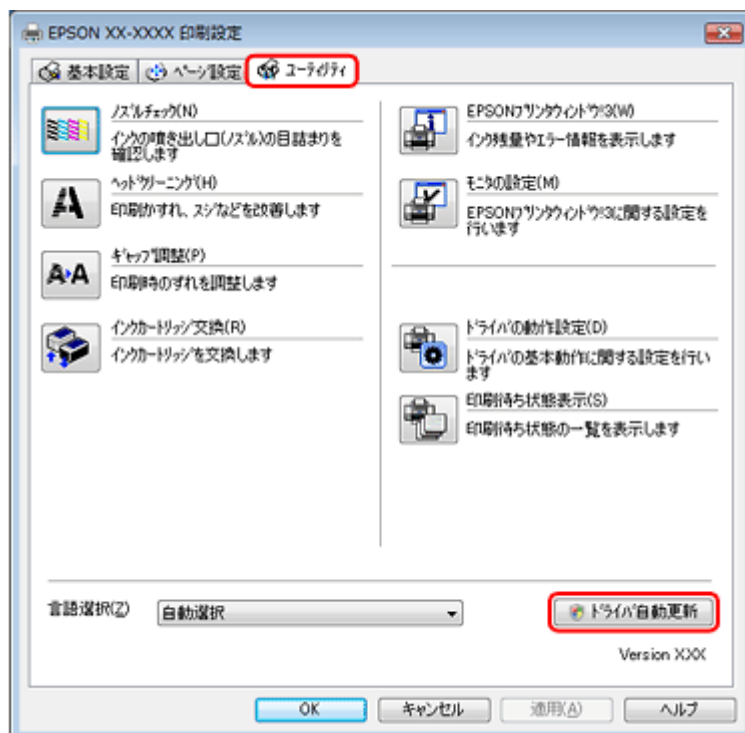 EPSON XX-XXXX 印刷設定
基本設定
ページ設定
ユーティリティ
ノズルチェック(N)
インクの噴き出し口(ノズル)の目詰まりを
確認します
ヘッドクリーニング(H)
印刷かすれ、スジなどを改善します
ギャップ調整(P)
印刷時のずれを調整します
インクカートリッジ交換(R)
インクカートリッジを交換します
EPSONプリンタウィンドウ!3(W)
インク残量やエラー情報を表示します
モニタの設定(M)
EPSONプリンタウィンドウ!3に関する設定を
行います
ドライバの動作設定(D)
ドライバの基本動作に関する設定を行い
ます
印刷待ち状態表示(S)
印刷待ち状態の一覧を表示します
言語選択(Z)
自動選択
ドライバ自動更新
Version XXX
OK
キャンセル
適用(A)
ヘルプ